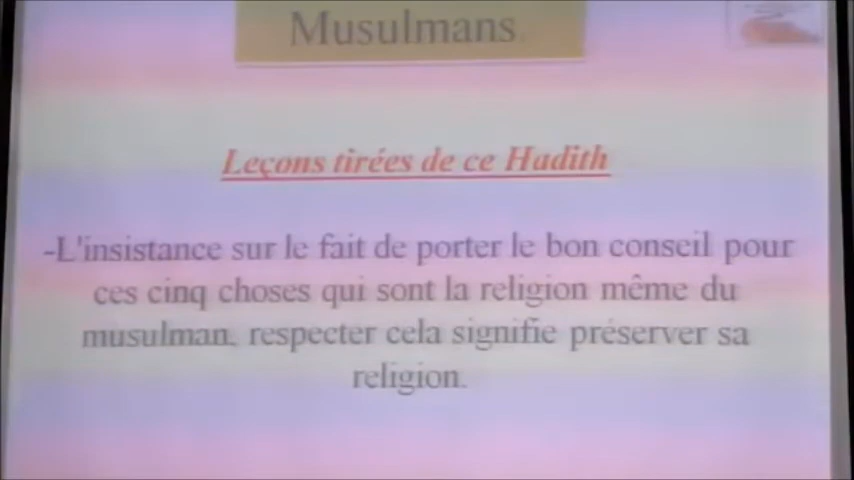 Musulmans.
Leçons tirées de ce Hadith
-L'insistance sur le fait de porter le bon conseil pour
ces cinq choses qui sont la religion même du
musulman, respecter cela signifie préserver sa
religion.